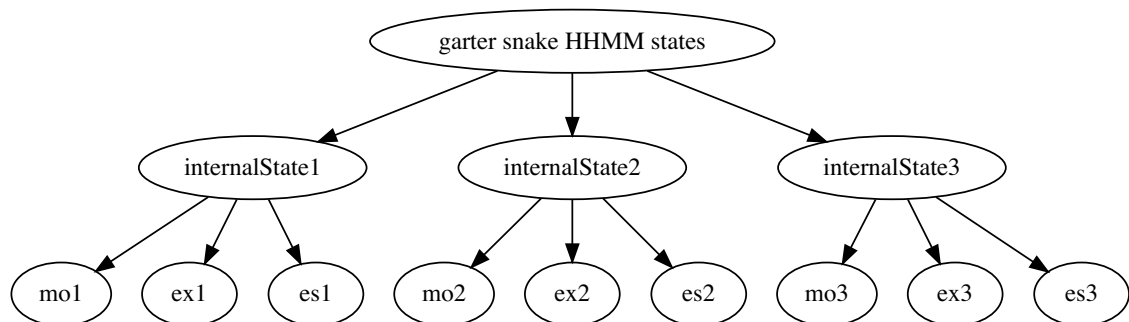 garter snake HHMM states
internalState1 internalState2 internalState3
mo1 ex1 es1 mo2 ex2 es2 mo3 ex3 es3